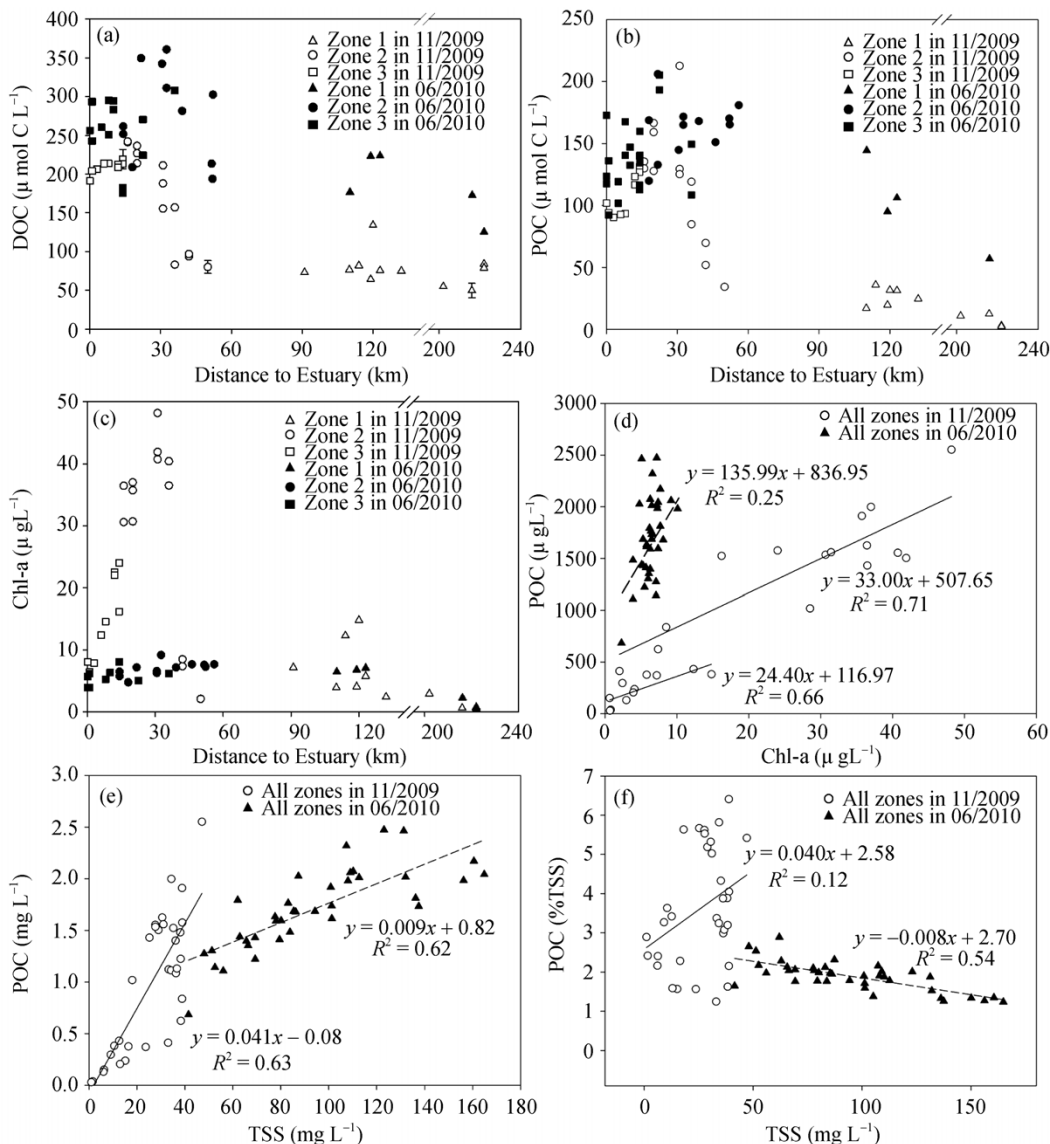 (a)
Zone 1 in 11/2009
Zone 2 in 11/2009
Zone 3 in 11/2009
Zone 1 in 06/2010
Zone 2 in 06/2010
Zone 3 in 06/2010
DOC (μ mol C L⁻¹)
400
350
300
250
200
150
100
50
0
0 30 60 90 120 200 240
Distance to Estuary (km)
(b)
Zone 1 in 11/2009
Zone 2 in 11/2009
Zone 3 in 11/2009
Zone 1 in 06/2010
Zone 2 in 06/2010
Zone 3 in 06/2010
POC (μ mol C L⁻¹)
250
200
150
100
50
0
0 30 60 90 120 200 240
Distance to Estuary (km)
(c)
Zone 1 in 11/2009
Zone 2 in 11/2009
Zone 3 in 11/2009
Zone 1 in 06/2010
Zone 2 in 06/2010
Zone 3 in 06/2010
Chl-a (μ gL⁻¹)
50
40
30
20
10
0
0 30 60 90 120 200 240
Distance to Estuary (km)
(d)
All zones in 11/2009
All zones in 06/2010
y = 135.99x + 836.95
R² = 0.25
y = 33.00x + 507.65
R² = 0.71
y = 24.40x + 116.97
R² = 0.66
POC (μ gL⁻¹)
3000
2500
2000
1500
1000
500
0
0 10 20 30 40 50 60
Chl-a (μ gL⁻¹)
(e)
All zones in 11/2009
All zones in 06/2010
y = 0.009x + 0.82
R² = 0.62
y = 0.041x – 0.08
R² = 0.63
POC (mg L⁻¹)
3.0
2.5
2.0
1.5
1.0
0.5
0.0
0 20 40 60 80 100 120 140 160 180
TSS (mg L⁻¹)
(f)
All zones in 11/2009
All zones in 06/2010
y = 0.040x + 2.58
R² = 0.12
y = –0.008x + 2.70
R² = 0.54
POC (%TSS)
7
6
5
4
3
2
1
0
0 50 100 150
TSS (mg L⁻¹)